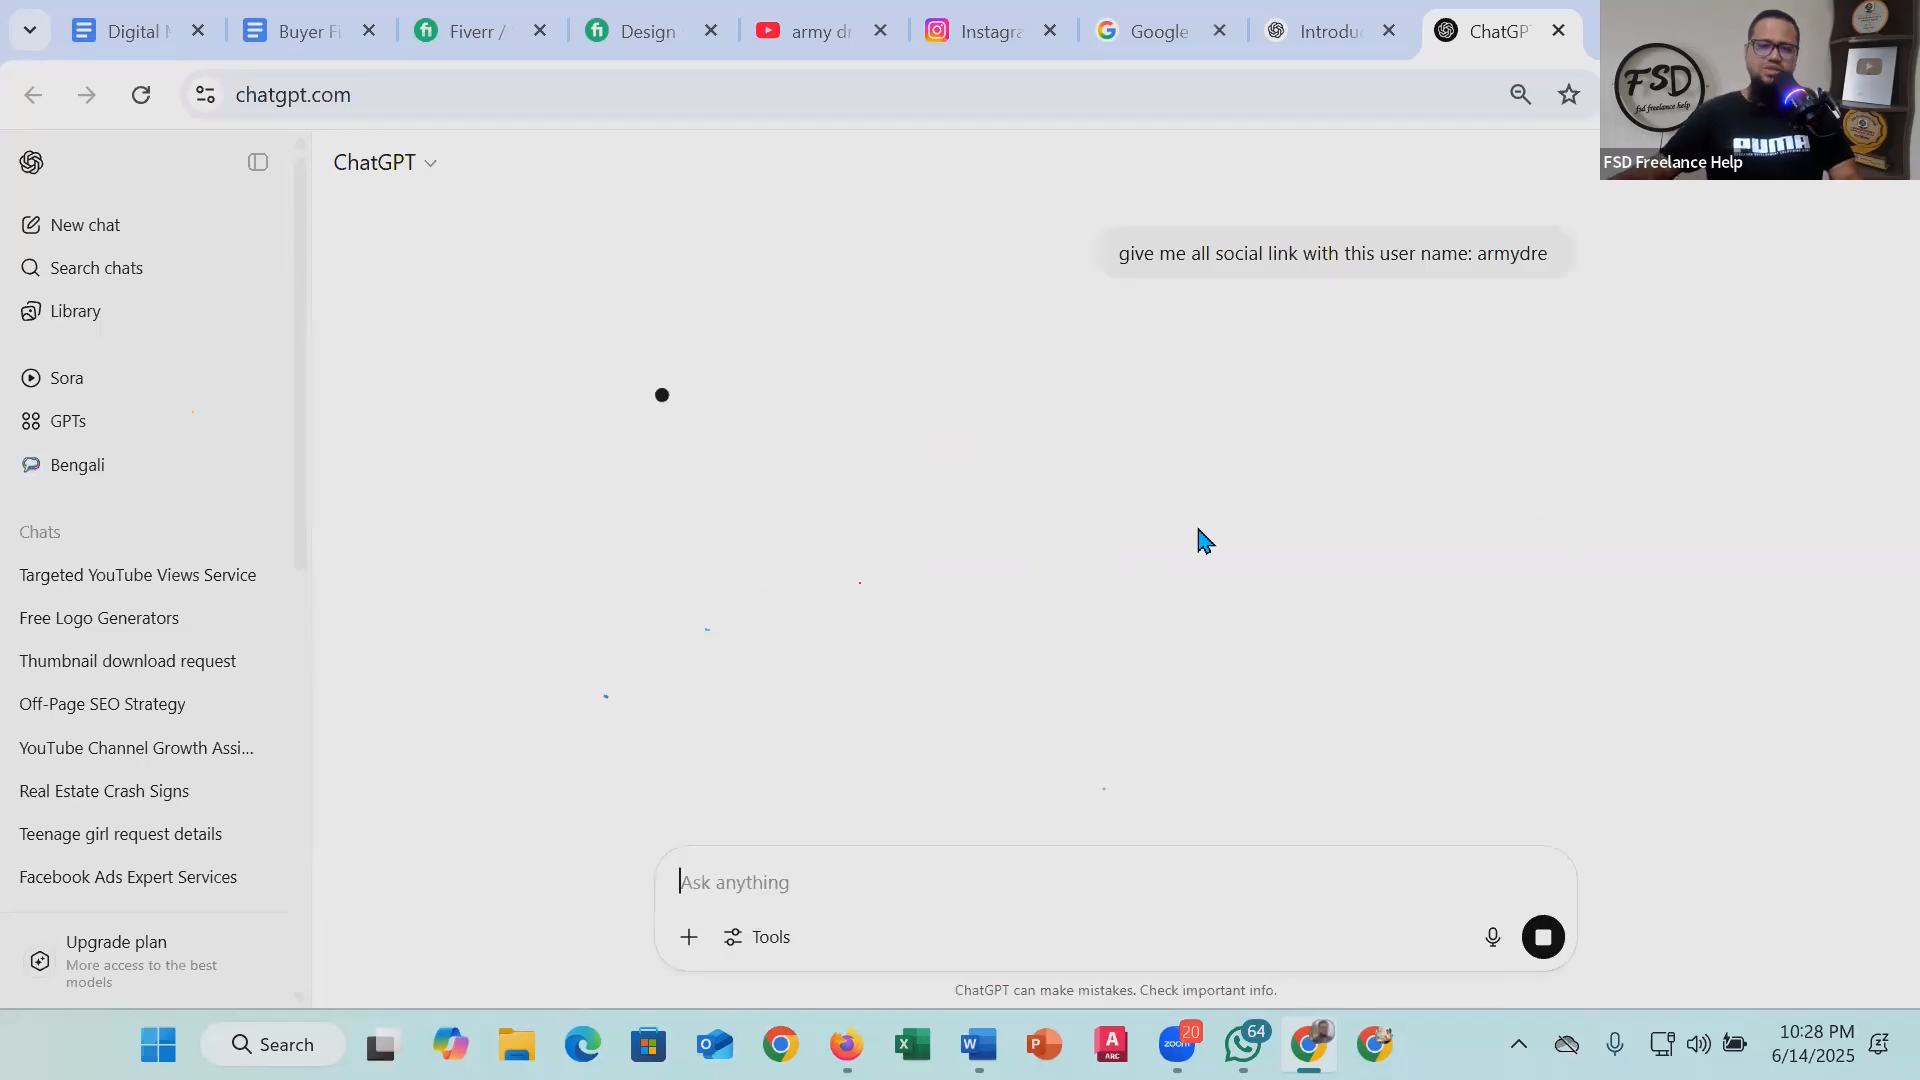 Digital
Buyer Fi
Fiverr /
Design
army dr
Instagra
Google
Introdu
ChatGP
chatgpt.com
FSD
fsd freelance help
PUMA
FSD Freelance Help
ChatGPT
New chat
Search chats
Library
Sora
GPTs
Bengali
Chats
Targeted YouTube Views Service
Free Logo Generators
Thumbnail download request
Off-Page SEO Strategy
YouTube Channel Growth Assi...
Real Estate Crash Signs
Teenage girl request details
Facebook Ads Expert Services
Upgrade plan
More access to the best
models
give me all social link with this user name: armydre
Ask anything
Tools
ChatGPT can make mistakes. Check important info.
Search
20
zoom
64
ARC
10:28 PM
6/14/2025